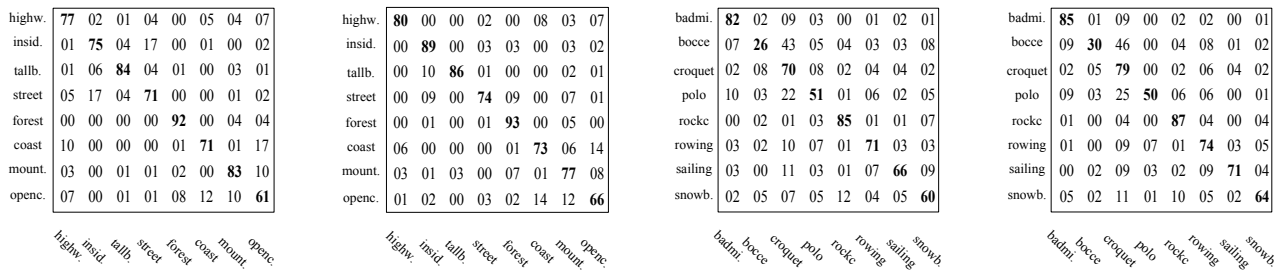 highw. 77 02 01 04 00 05 04 07
insid. 01 75 04 17 00 01 00 02
tallb. 01 06 84 04 01 00 03 01
street 05 17 04 71 00 00 01 02
forest 00 00 00 00 92 00 04 04
coast 10 00 00 00 01 71 01 17
mount. 03 00 01 01 02 00 83 10
openc. 07 00 01 01 08 12 10 61
highw. insid. tallb. street forest coast mount. openc.
highw. 80 00 00 02 00 08 03 07
insid. 00 89 00 03 03 00 03 02
tallb. 00 10 86 01 00 00 02 01
street 00 09 00 74 09 00 07 01
forest 00 01 00 01 93 00 05 00
coast 06 00 00 00 01 73 06 14
mount. 03 01 03 00 07 01 77 08
openc. 01 02 00 03 02 14 12 66
highw. insid. tallb. street forest coast mount. openc.
badmi. 82 02 09 03 00 01 02 01
bocce 07 26 43 05 04 03 03 08
croquet 02 08 70 08 02 04 04 02
polo 10 03 22 51 01 06 02 05
rockc 00 02 01 03 85 01 01 07
rowing 03 02 10 07 01 71 03 03
sailing 03 00 11 03 01 07 66 09
snowb. 02 05 07 05 12 04 05 60
badmi. bocce croquet polo rockc rowing sailing snowb.
badmi. 85 01 09 00 02 02 00 01
bocce 09 30 46 00 04 08 01 02
croquet 02 05 79 00 02 06 04 02
polo 09 03 25 50 06 06 00 01
rockc 01 00 04 00 87 04 00 04
rowing 01 00 09 07 01 74 03 05
sailing 00 02 09 03 02 09 71 04
snowb. 05 02 11 01 10 05 02 64
badmi. bocce croquet polo rockc rowing sailing snowb.